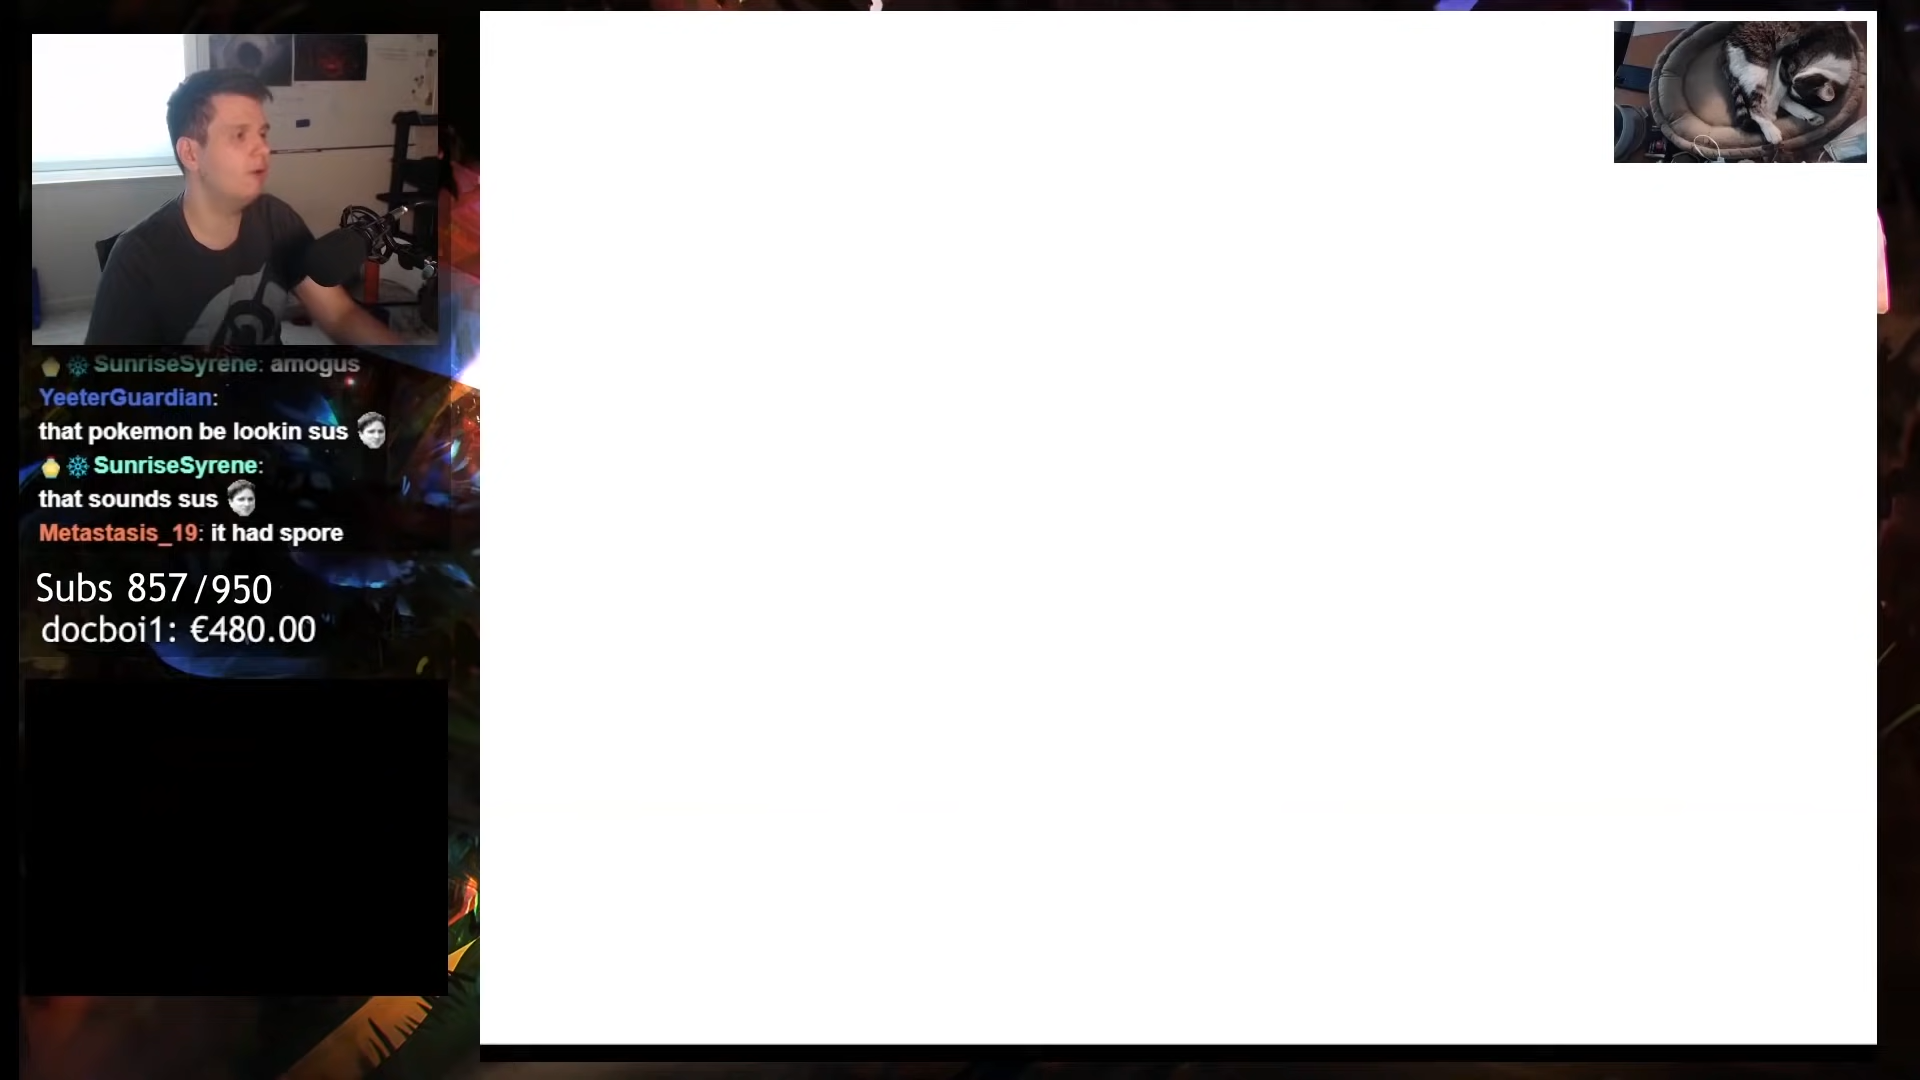 SunriseSyrene: amogus
YeeterGuardian:
that pokemon be lookin sus
SunriseSyrene:
that sounds sus
Metastasis_19: it had spore
Subs 857/950
docboi1: €480.00